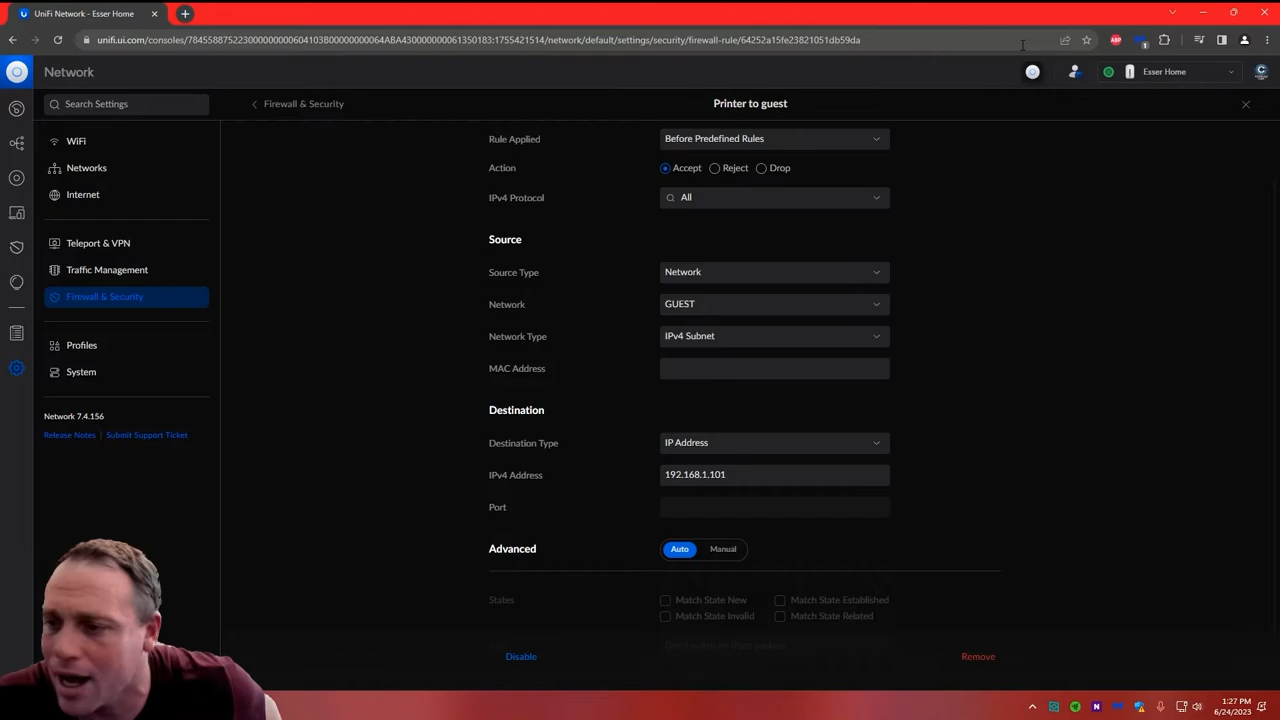 UniFi Network - Esser Home
unifi.ui.com/consoles/784558875223000000000604103B00000000064ABA43000000061350183:1755421514/network/default/settings/security/firewall-rule/64252a15fe23821051db59da
ABP
1
Network
Esser Home
Search Settings
Firewall & Security
Printer to guest
WiFi
Networks
Internet
Teleport & VPN
Traffic Management
Firewall & Security
Profiles
System
Network 7.4.156
Release Notes
Submit Support Ticket
Rule Applied
Before Predefined Rules
Action
Accept
Reject
Drop
IPv4 Protocol
All
Source
Source Type
Network
Network
GUEST
Network Type
IPv4 Subnet
MAC Address
Destination
Destination Type
IP Address
IPv4 Address
192.168.1.101
Port
Advanced
Auto
Manual
States
Match State New
Match State Established
Match State Invalid
Match State Related
Disable
Remove
1:27 PM
6/24/2023